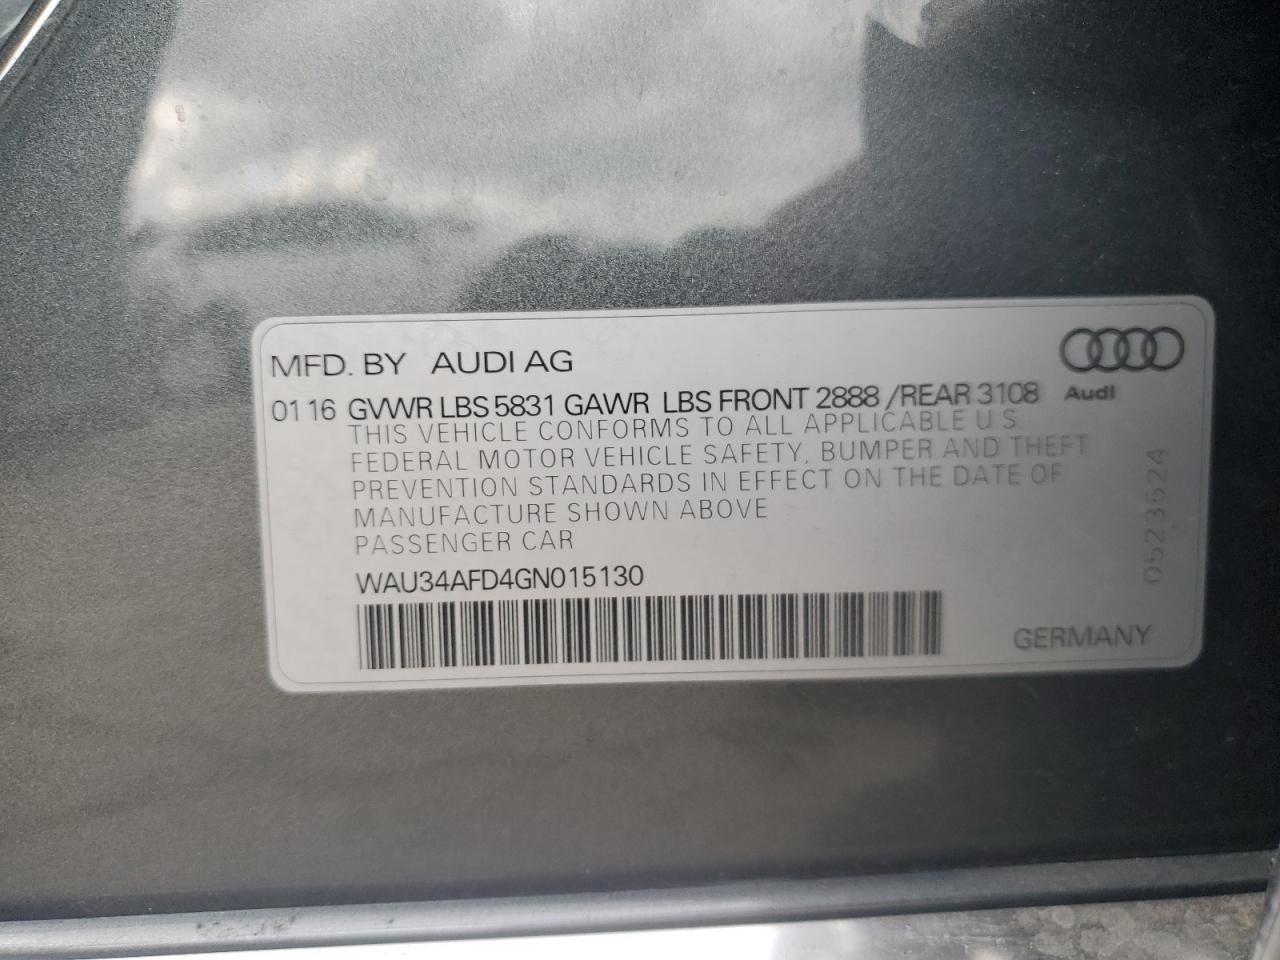 MFD. BY AUDI AG
01 16 GVWR LBS 5831 GAWR LBS FRONT 2888 /REAR 3108
Audi
THIS VEHICLE CONFORMS TO ALL APPLICABLE U S
FEDERAL MOTOR VEHICLE SAFETY, BUMPER AND THEFT
PREVENTION STANDARDS IN EFFECT ON THE DATE OF
MANUFACTURE SHOWN ABOVE
PASSENGER CAR
WAU34AFD4GN015130
GERMANY
0523624